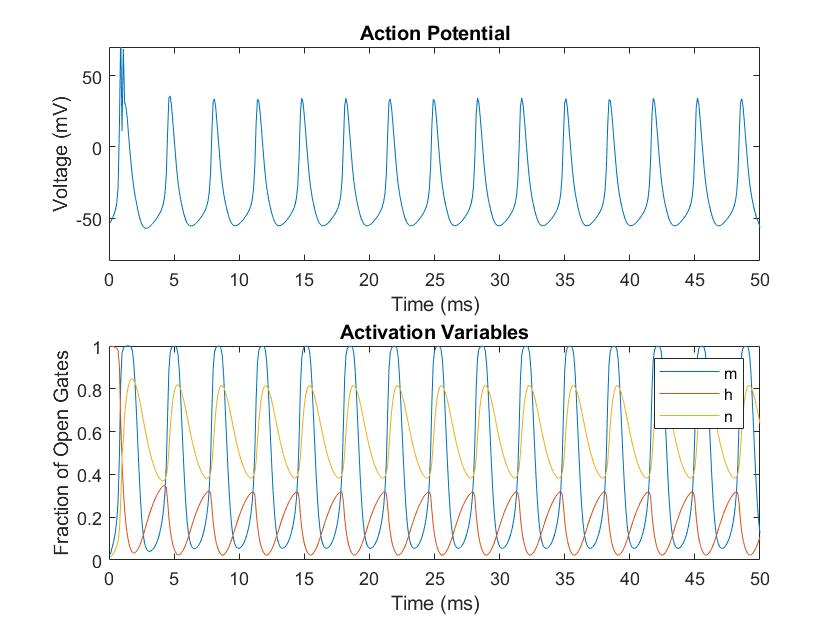 Action Potential
50
0
-50
Voltage (mV)
0 5 10 15 20 25 30 35 40 45 50
Time (ms)
Activation Variables
1
0.8
0.6
0.4
0.2
0
Fraction of Open Gates
m
h
n
0 5 10 15 20 25 30 35 40 45 50
Time (ms)